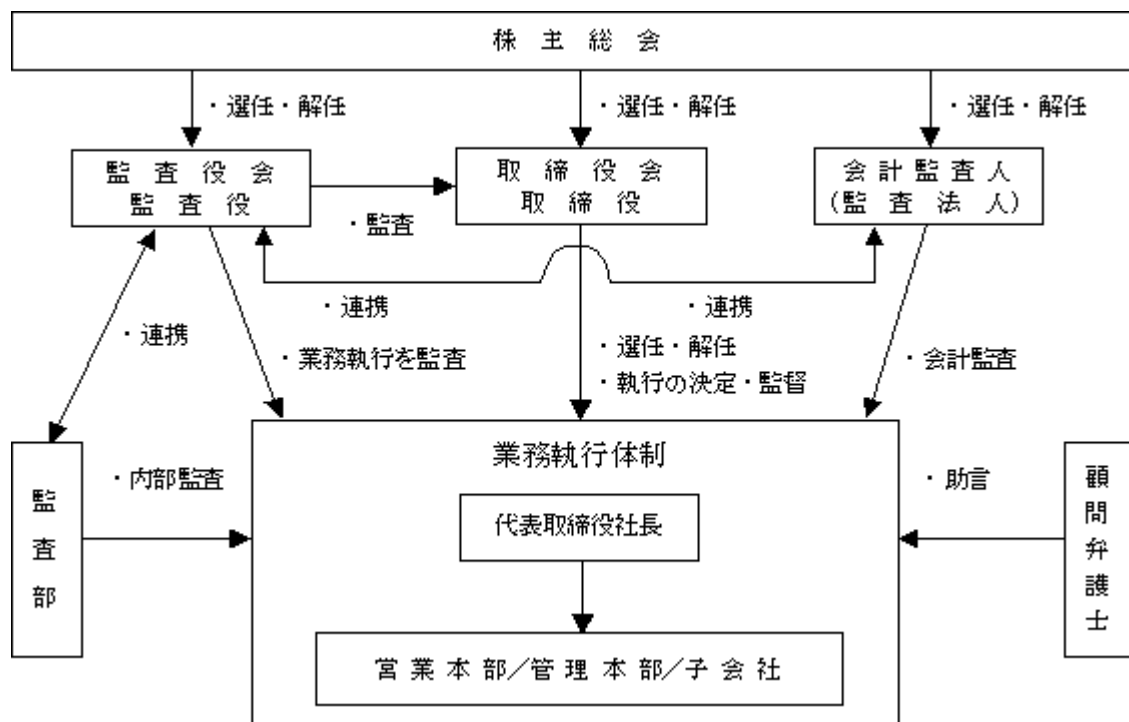 株主総会
・選任・解任
・選任・解任
・選任・解任
監査役会
監査役
取締役会
取締役
会計監査人
(監査法人)
・監査
・連携
・連携
・連携
・業務執行を監査
・選任・解任
・執行の決定・監督
・会計監査
業務執行体制
監査部
・内部監査
代表取締役社長
・助言
顧問弁護士
営業本部/管理本部/子会社